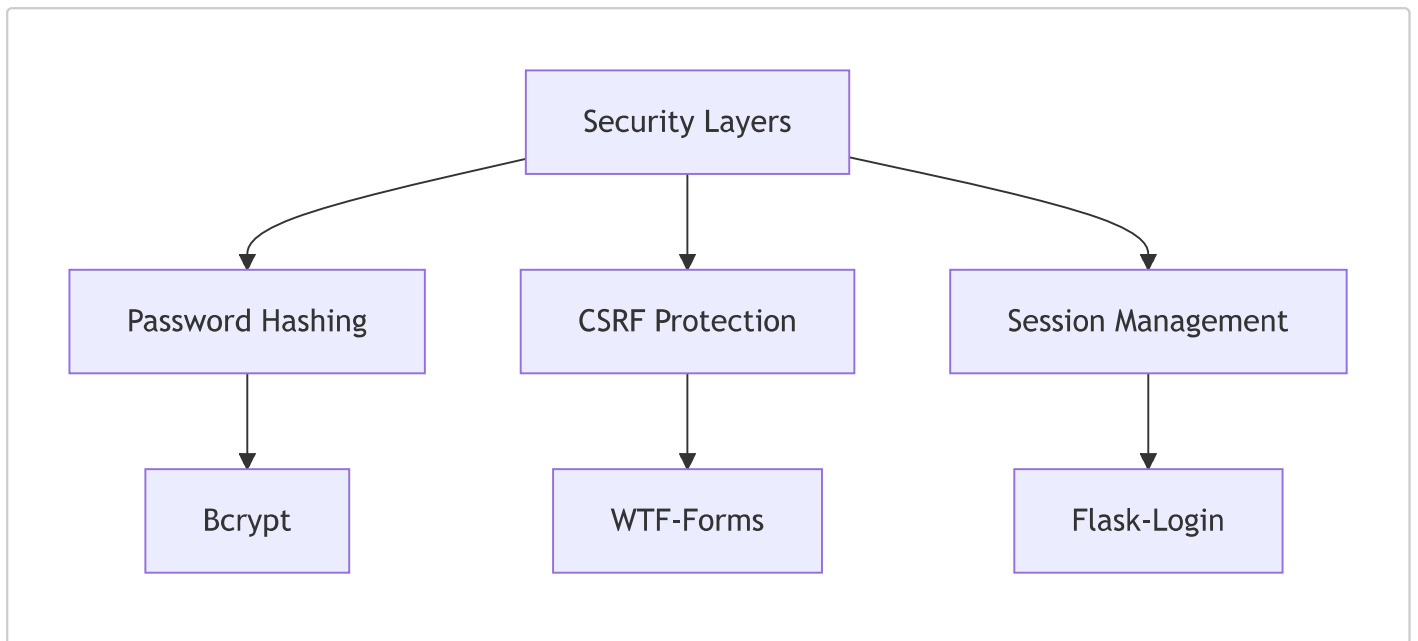 Security Layers
Password Hashing
CSRF Protection
Session Management
Bcrypt
WTF-Forms
Flask-Login